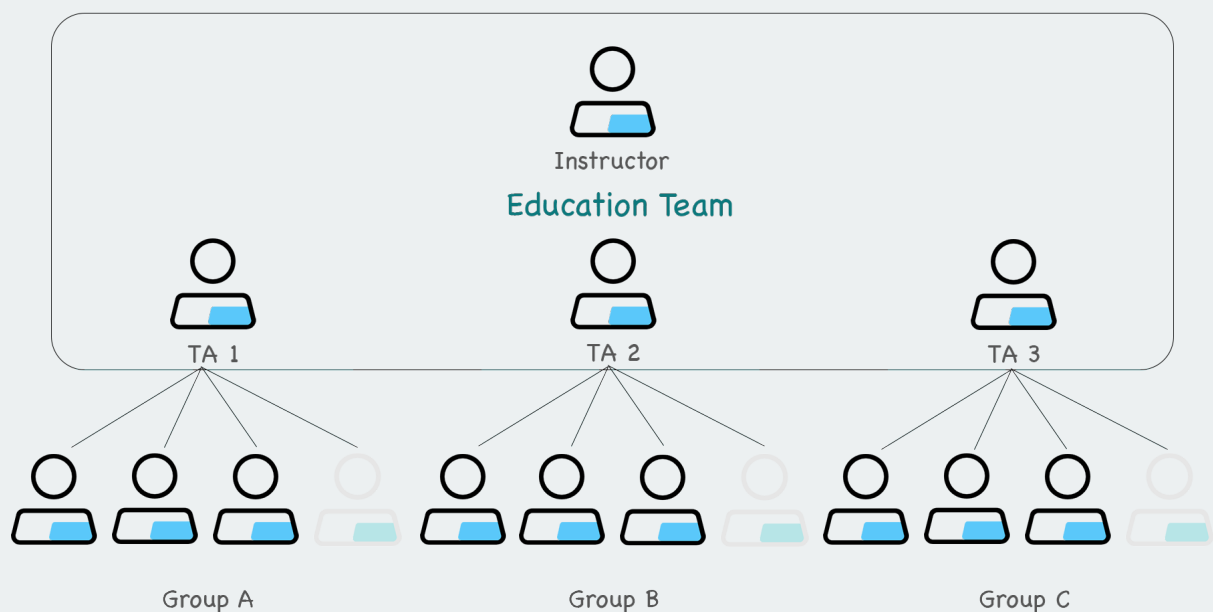 Instructor
Education Team
TA 1
TA 2
TA 3
Group A
Group B
Group C